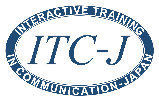 INTERACTIVE TRAINING
ITC-J
IN COMMUNICATION-JAPAN